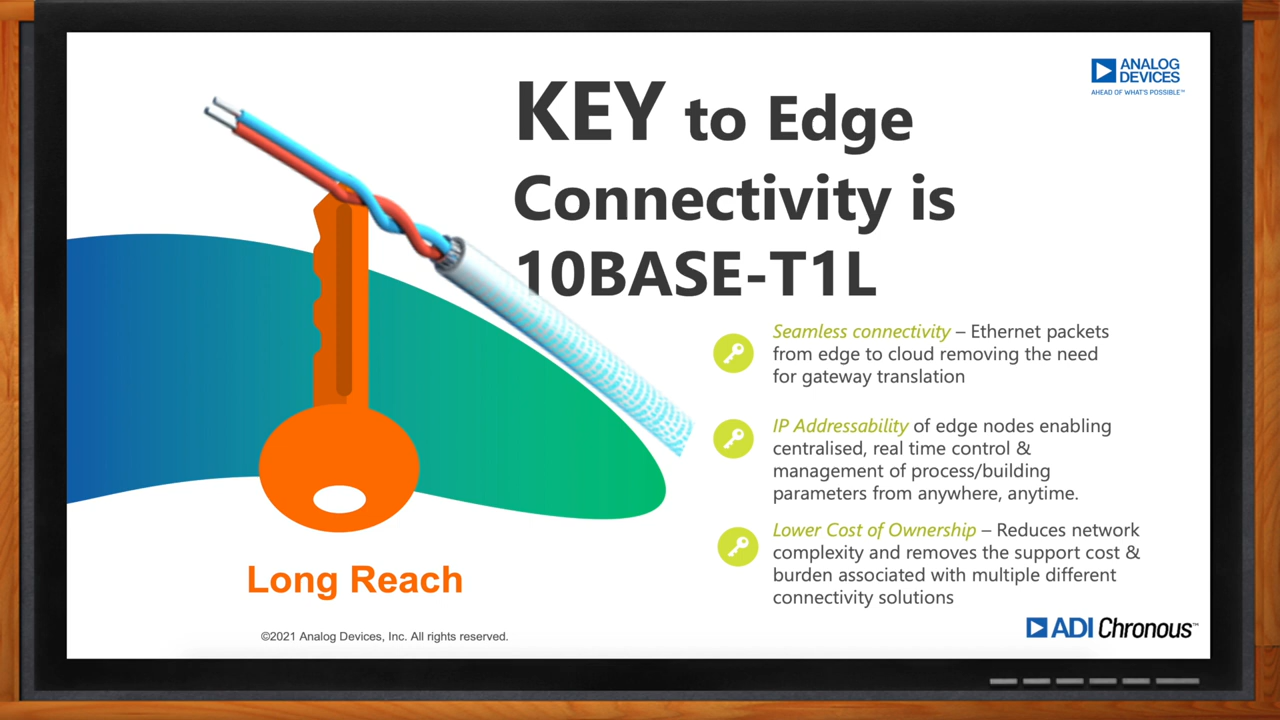 KEY to Edge
Connectivity is
10BASE-T1L
ANALOG
DEVICES
AHEAD OF WHAT'S POSSIBLE™
Seamless connectivity – Ethernet packets
from edge to cloud removing the need
for gateway translation
IP Addressability of edge nodes enabling
centralised, real time control &
management of process/building
parameters from anywhere, anytime.
Lower Cost of Ownership – Reduces network
complexity and removes the support cost &
burden associated with multiple different
connectivity solutions
Long Reach
©2021 Analog Devices, Inc. All rights reserved.
ADI Chronous™